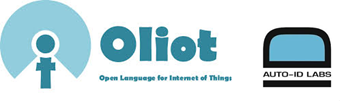 Oliot
Open Language for Internet of Things
AUTO-ID LABS